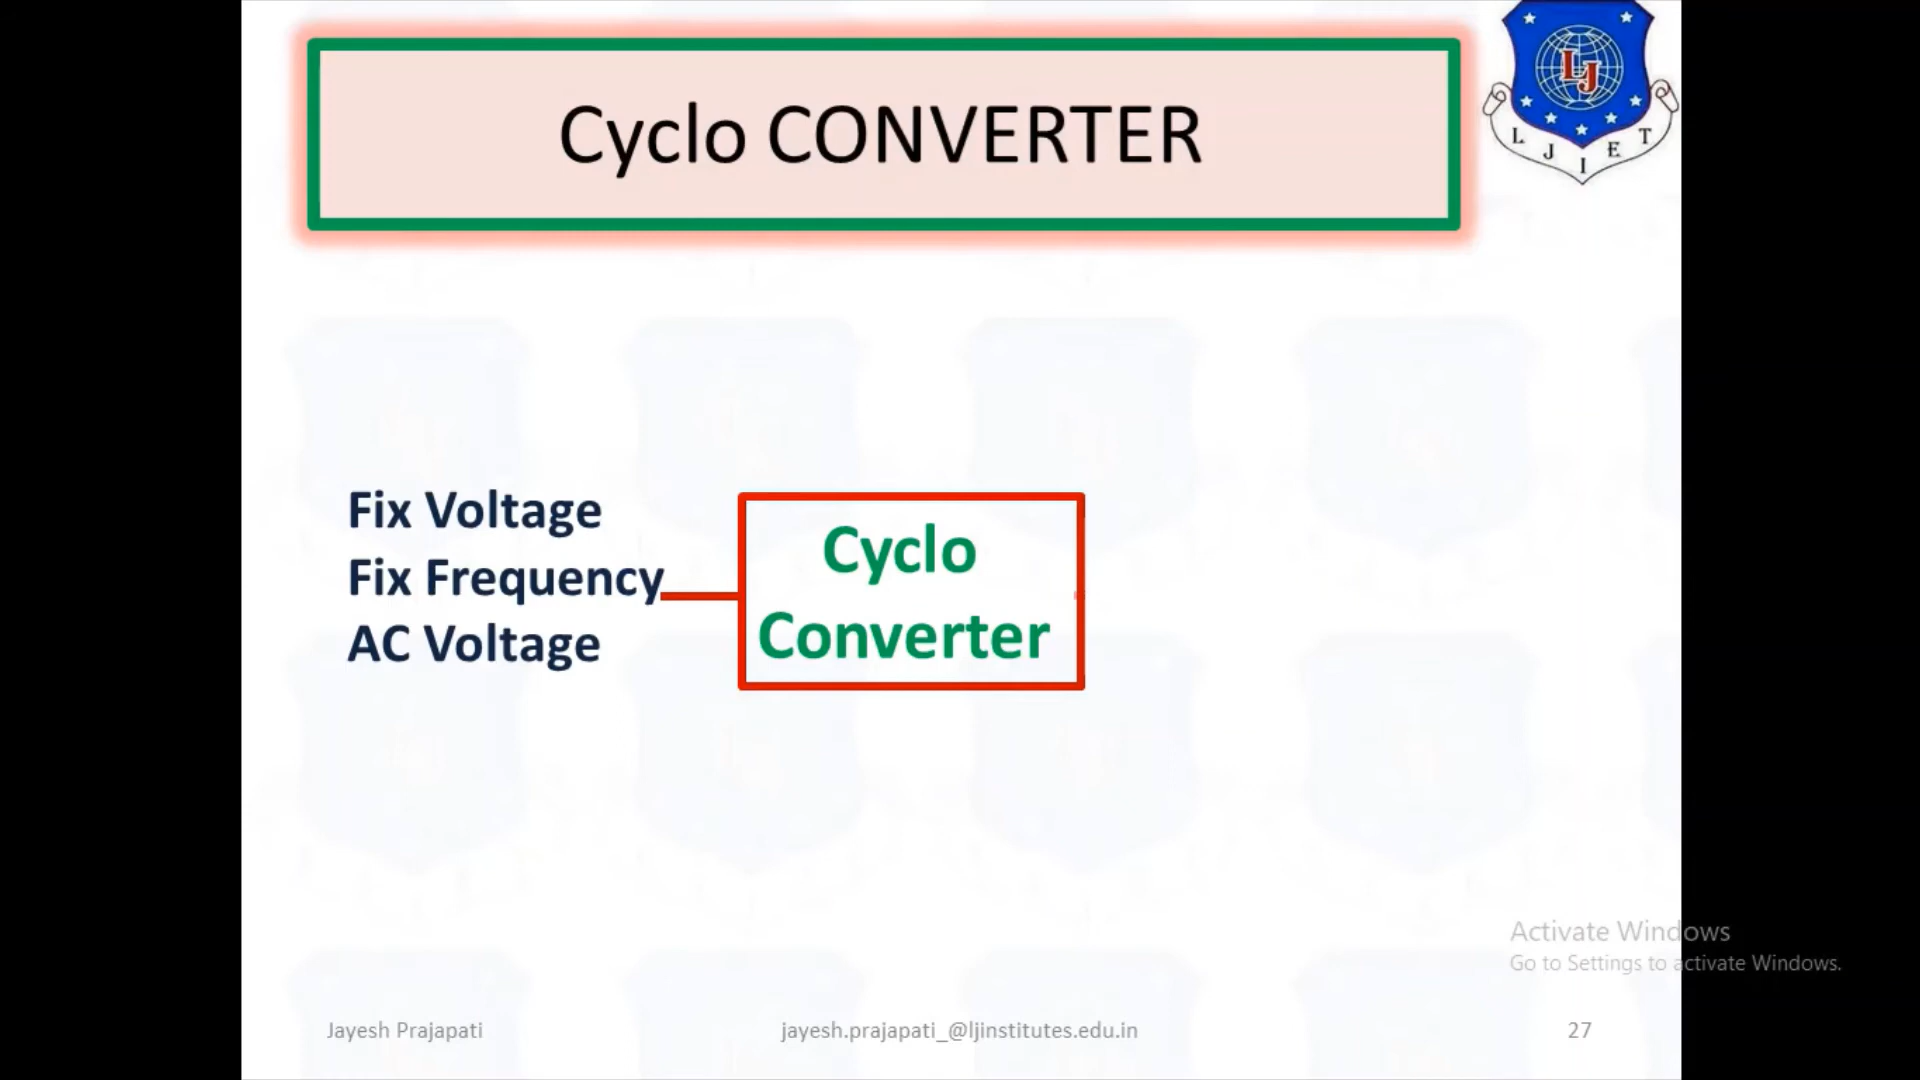 Cyclo CONVERTER
LJ
L J I E T
Fix Voltage
Fix Frequency
AC Voltage
Cyclo
Converter
Activate Windows
Go to Settings to activate Windows.
Jayesh Prajapati
jayesh.prajapati_@ljinstitutes.edu.in
27